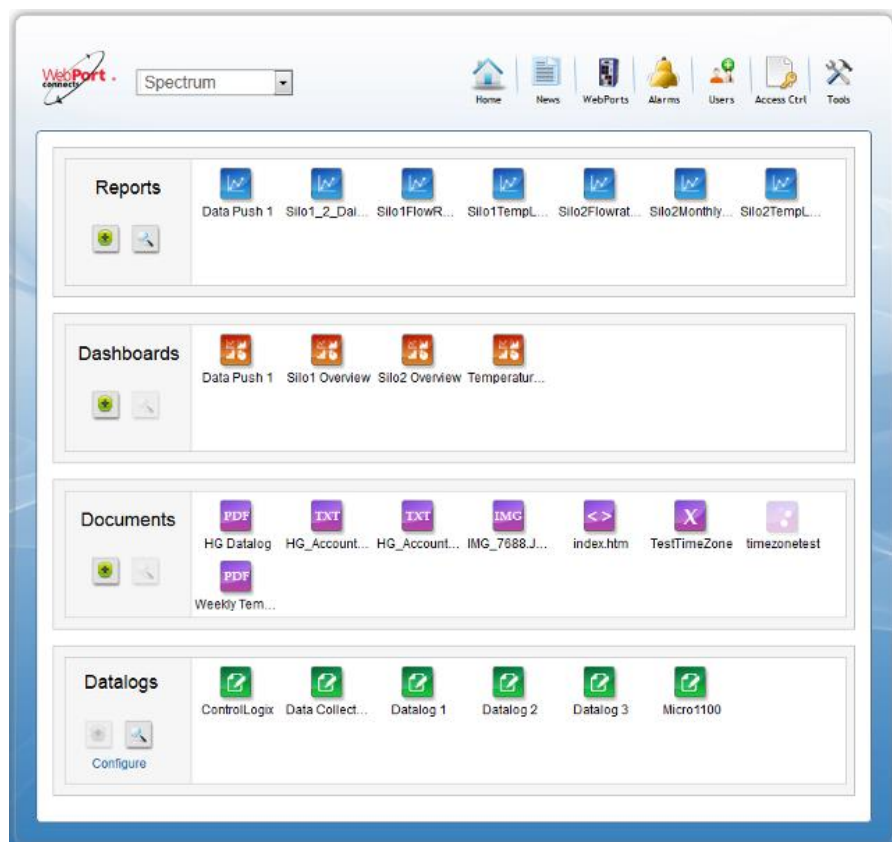 WebPort.
connects
Spectrum
Home News WebPorts Alarms Users Access Ctrl Tools
Reports
Data Push 1 Silo1_2_Dai... Silo1FlowR... Silo1TempL... Silo2Flowrat... Silo2Monthly... Silo2TempL...
Dashboards
Data Push 1 Silo1 Overview Silo2 Overview Temperatur...
Documents
PDF TXT TXT IMG <> X
HG Datalog HG_Account... HG_Account... IMG_7688.J... index.htm TestTimeZone timezonetest
PDF
Weekly Tem...
Datalogs
ControlLogix Data Collect... Datalog 1 Datalog 2 Datalog 3 Micro1100
Configure